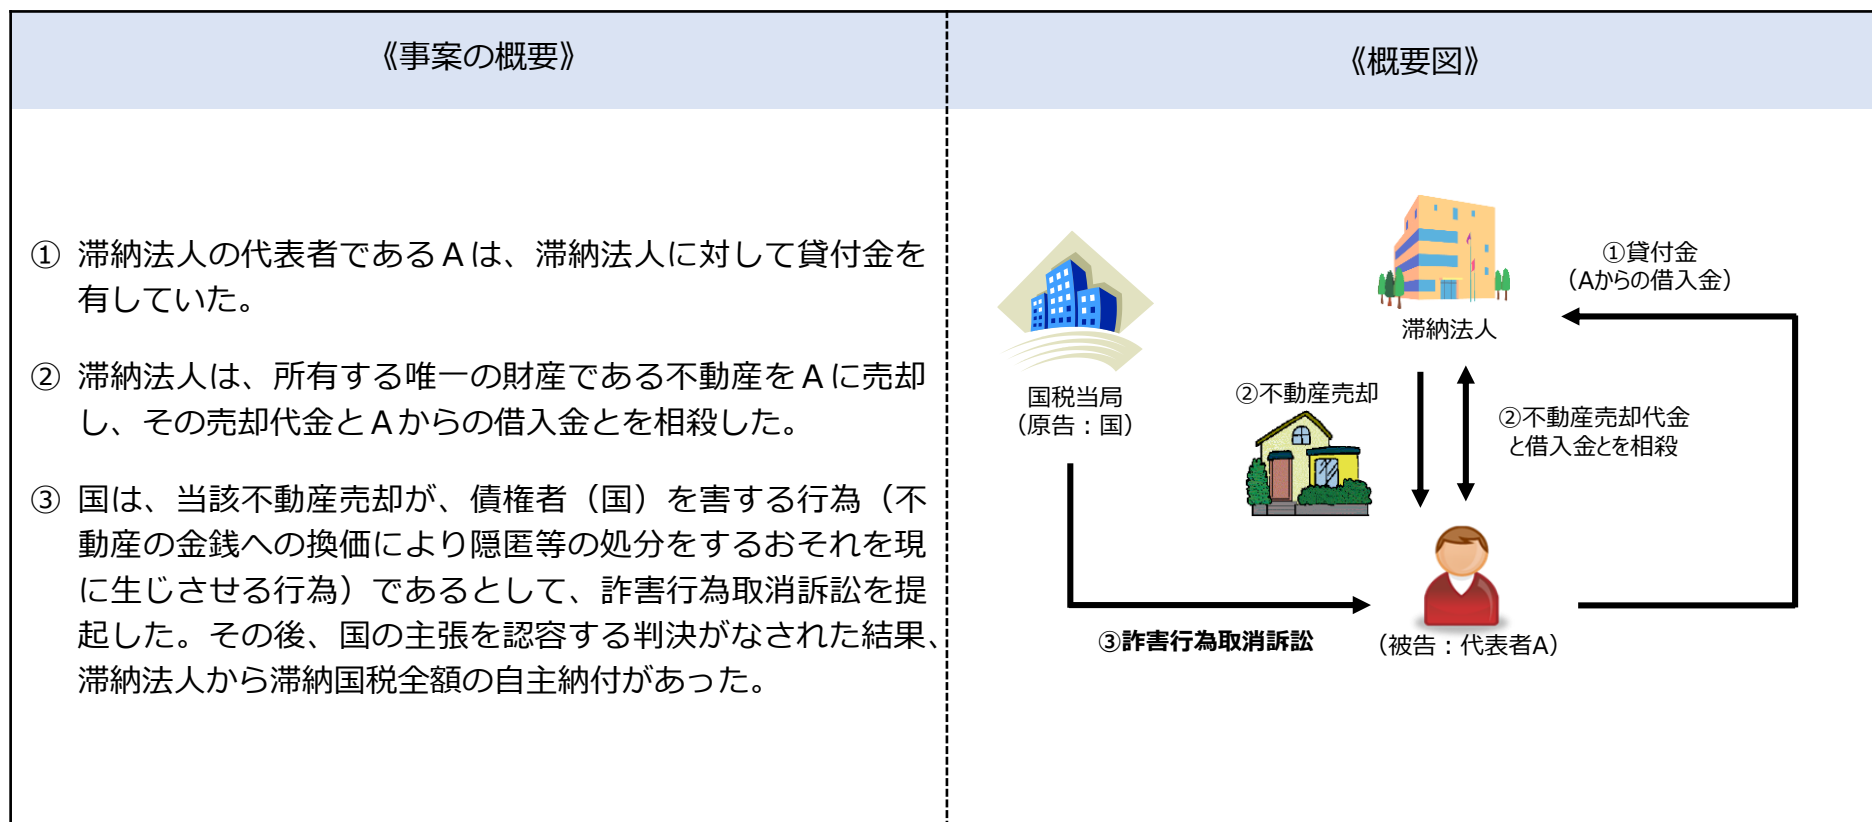 《事案の概要》
① 滞納法人の代表者であるAは、滞納法人に対して貸付金を
有していた。
② 滞納法人は、所有する唯一の財産である不動産をAに売却
し、その売却代金とAからの借入金とを相殺した。
③ 国は、当該不動産売却が、債権者（国）を害する行為（不
動産の金銭への換価により隠匿等の処分をするおそれを現
に生じさせる行為）であるとして、詐害行為取消訴訟を提
起した。その後、国の主張を認容する判決がなされた結果、
滞納法人から滞納国税全額の自主納付があった。
《概要図》
①貸付金
（Aからの借入金）
滞納法人
国税当局
（原告：国）
②不動産売却
②不動産売却代金
と借入金とを相殺
③詐害行為取消訴訟
（被告：代表者A）